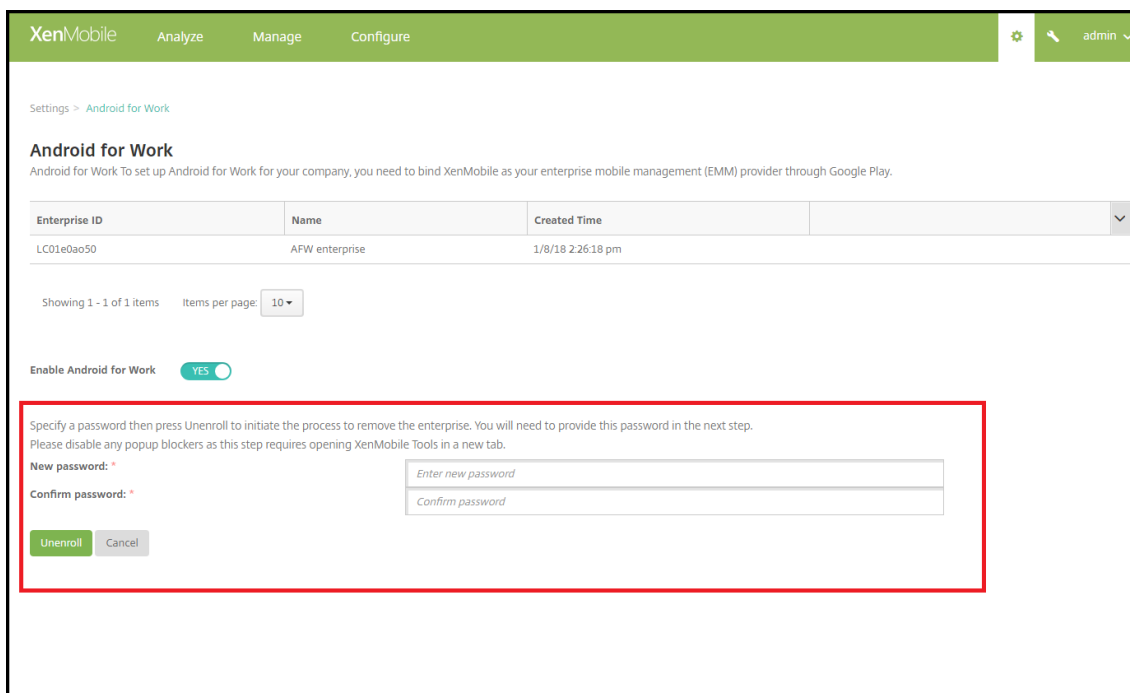 XenMobile Analyze Manage Configure admin
Settings > Android for Work
Android for Work
Android for Work To set up Android for Work for your company, you need to bind XenMobile as your enterprise mobile management (EMM) provider through Google Play.
Enterprise ID Name Created Time
LC01e0ao50 AFW enterprise 1/8/18 2:26:18 pm
Showing 1 - 1 of 1 items Items per page: 10
Enable Android for Work YES
Specify a password then press Unenroll to initiate the process to remove the enterprise. You will need to provide this password in the next step.
Please disable any popup blockers as this step requires opening XenMobile Tools in a new tab.
New password: * Enter new password
Confirm password: * Confirm password
Unenroll Cancel